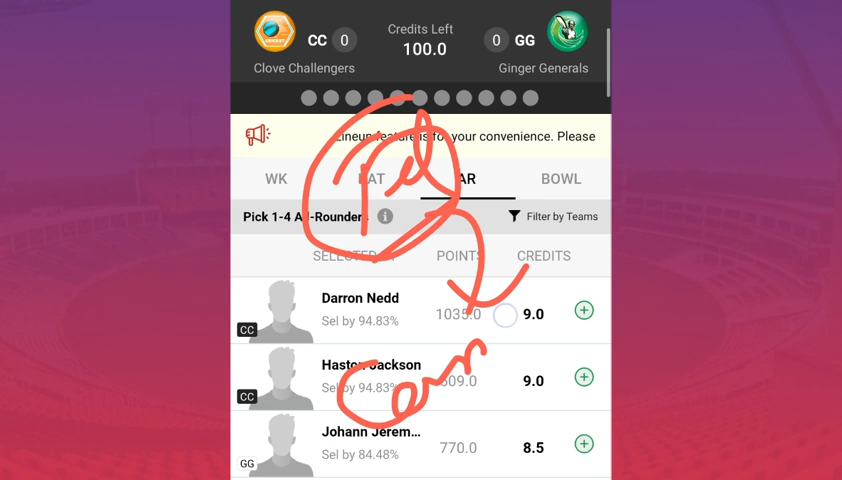 Credits Left
CC 0 100.0 0 GG
Clove Challengers Ginger Generals
Lineup feature is for your convenience. Please
WK BAT AR BOWL
Pick 1-4 All-Rounders Filter by Teams
SELECTED BY POINTS CREDITS
Darron Nedd
CC Sel by 94.83% 1035.0 9.0
Haston Jackson
CC Sel by 94.83% 609.0 9.0
Johann Jerem...
GG Sel by 84.48% 770.0 8.5